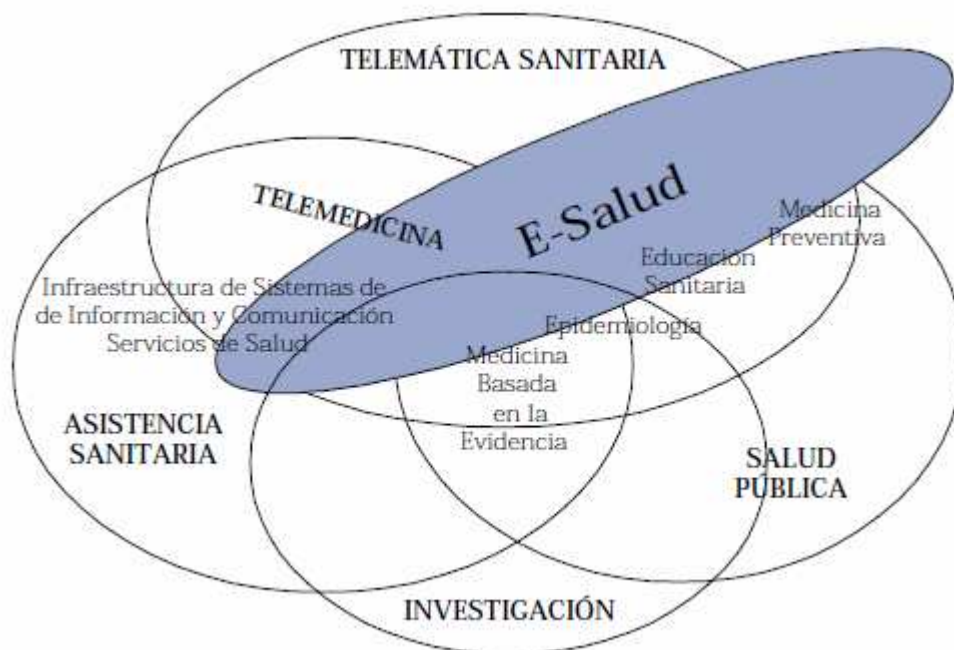 TELEMÁTICA SANITARIA
TELEMEDICINA
E-Salud
Medicina
Preventiva
Educación
Sanitaria
Infraestructura de Sistemas de
de Información y Comunicación
Servicios de Salud
Epidemiología
Medicina
Basada
en la
Evidencia
ASISTENCIA
SANITARIA
SALUD
PÚBLICA
INVESTIGACIÓN